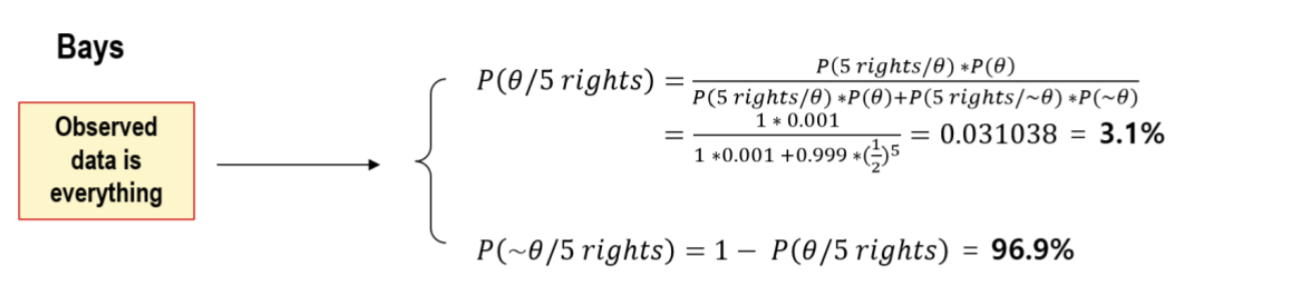 Bays
Observed
data is
everything
P(θ/5 rights) = P(5 rights/θ) *P(θ) / P(5 rights/θ) *P(θ)+P(5 rights/~θ) *P(~θ)
= 1 * 0.001 / 1 *0.001 +0.999 *(1/2)^5 = 0.031038 = 3.1%
P(~θ/5 rights) = 1 − P(θ/5 rights) = 96.9%